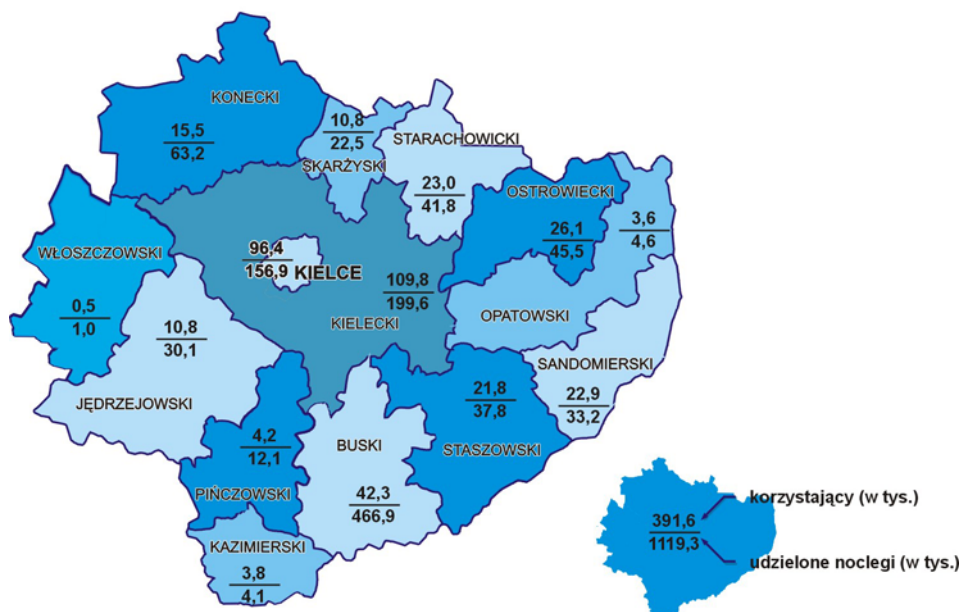 KONECKI
15,5
63,2
10,8
22,5
SKARŻYSKI
STARACHOWICKI
23,0
41,8
OSTROWIECKI
26,1
45,5
3,6
4,6
OPATOWSKI
WŁOSZCZOWSKI
0,5
1,0
96,4
156,9 KIELCE
109,8
199,6
KIELECKI
10,8
30,1
JĘDRZEJOWSKI
SANDOMIERSKI
22,9
33,2
21,8
37,8
STASZOWSKI
4,2
12,1
PIŃCZOWSKI
BUSKI
42,3
466,9
KAZIMIERSKI
3,8
4,1
korzystający (w tys.)
391,6
1119,3
udzielone noclegi (w tys.)